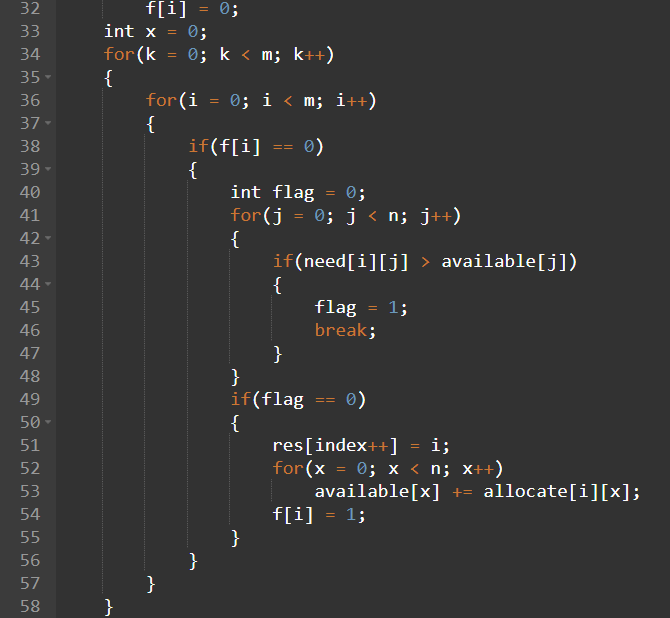 32 f[i] = 0;
33 int x = 0;
34 for(k = 0; k < m; k++)
35 {
36 for(i = 0; i < m; i++)
37 {
38 if(f[i] == 0)
39 {
40 int flag = 0;
41 for(j = 0; j < n; j++)
42 {
43 if(need[i][j] > available[j])
44 {
45 flag = 1;
46 break;
47 }
48 }
49 if(flag == 0)
50 {
51 res[index++] = i;
52 for(x = 0; x < n; x++)
53 available[x] += allocate[i][x];
54 f[i] = 1;
55 }
56 }
57 }
58 }